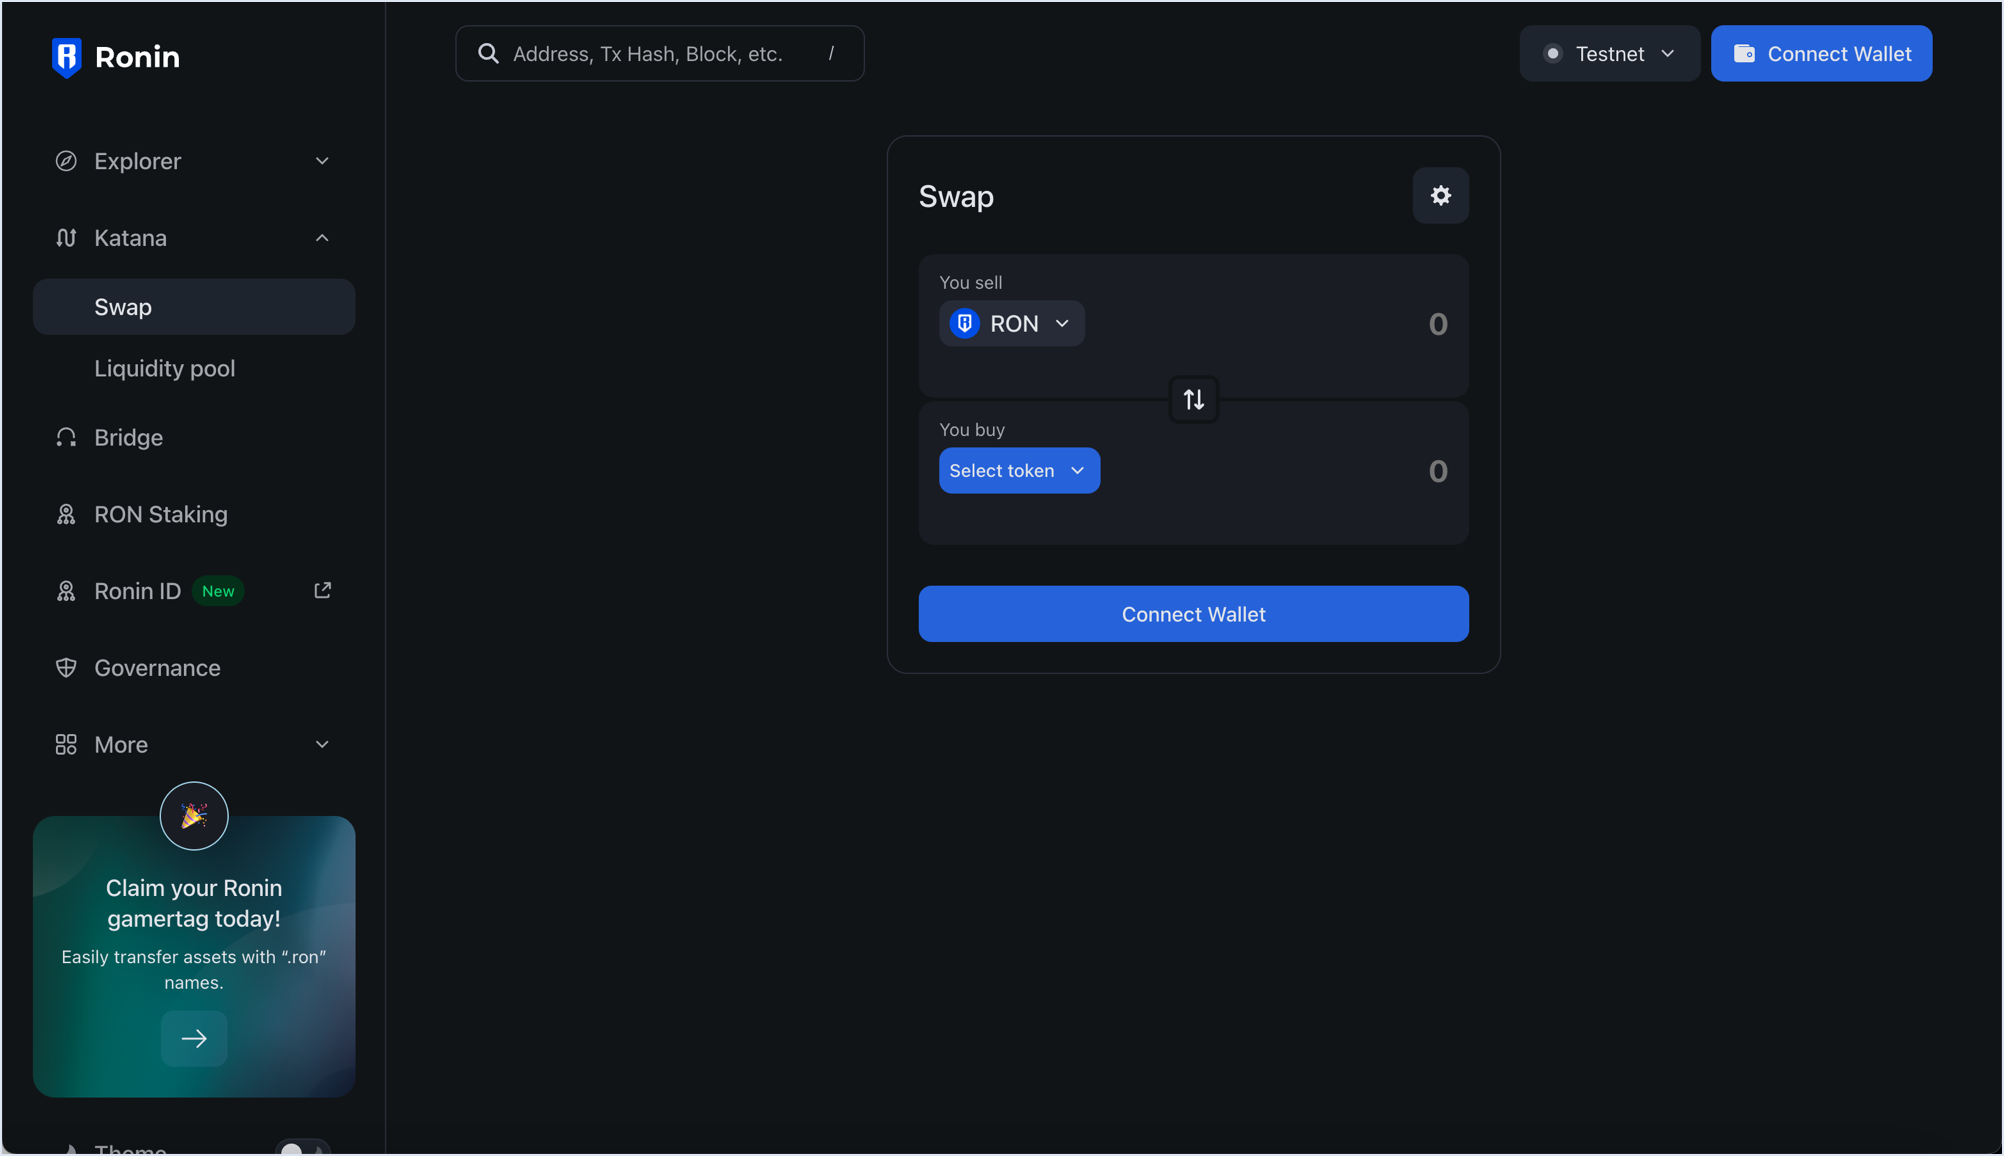 Ronin
Address, Tx Hash, Block, etc. /
Testnet
Connect Wallet
Explorer
Katana
Swap
Liquidity pool
Bridge
RON Staking
Ronin ID New
Governance
More
Claim your Ronin
gamertag today!
Easily transfer assets with “.ron”
names.
Theme
Swap
You sell
RON
0
You buy
Select token
0
Connect Wallet